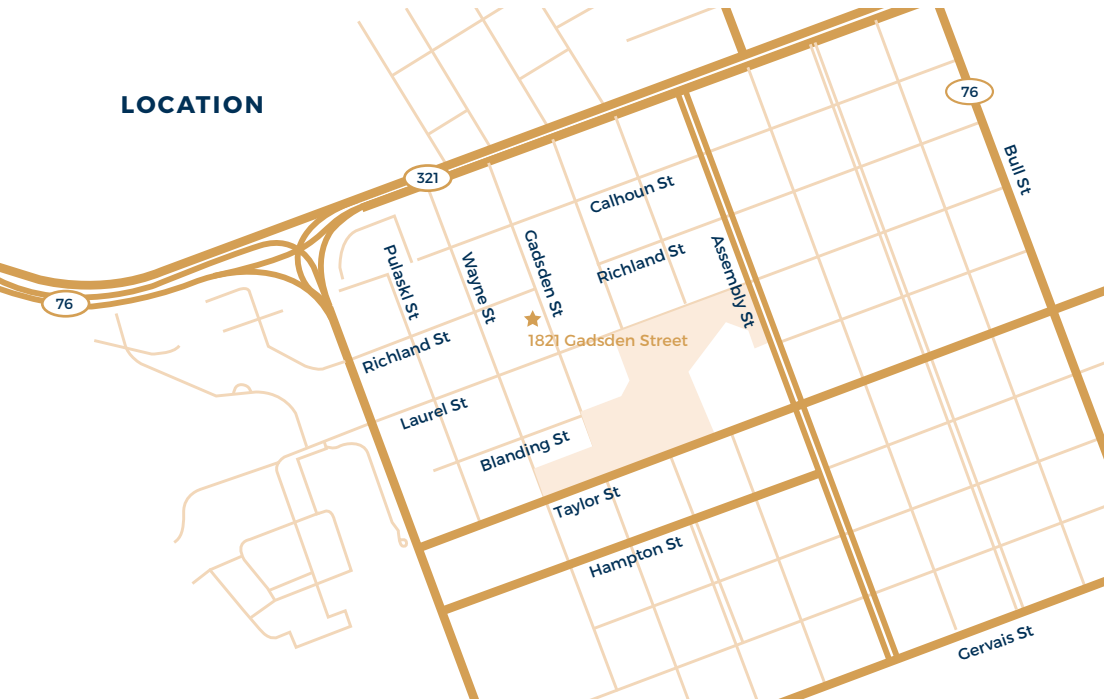 LOCATION
76
321
Bull St
Calhoun St
Gadsden St
Richland St
Assembly St
Pulaskl St
Wayne St
1821 Gadsden Street
76
Richland St
Laurel St
Blanding St
Taylor St
Hampton St
Gervais St